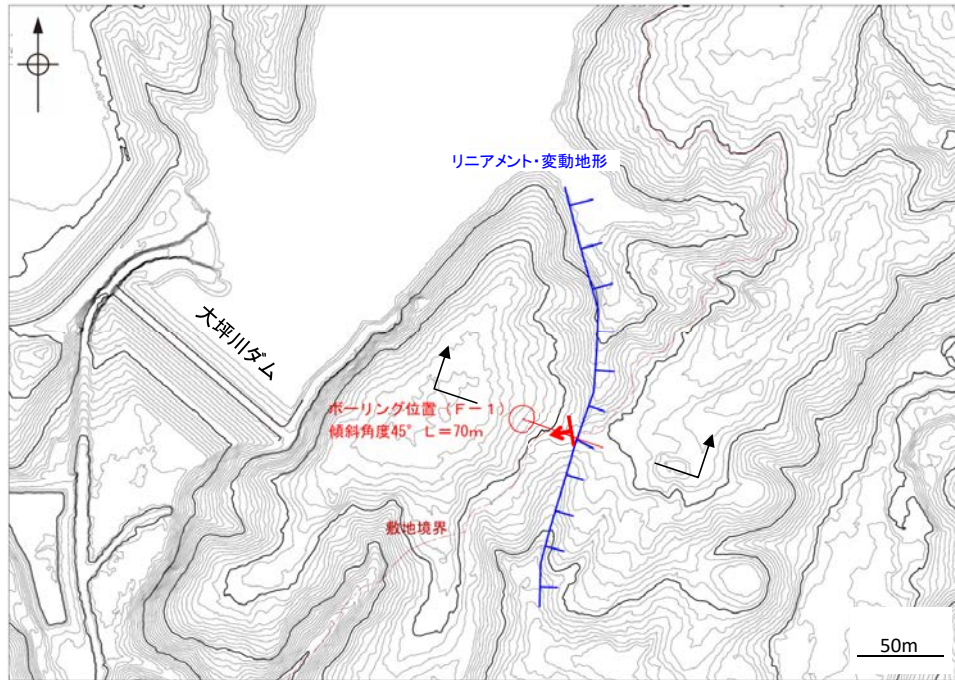 リニアメント・変動地形
大坪川ダム
ボーリング位置（F－1）
傾斜角度45° L＝70m
敷地境界
50m